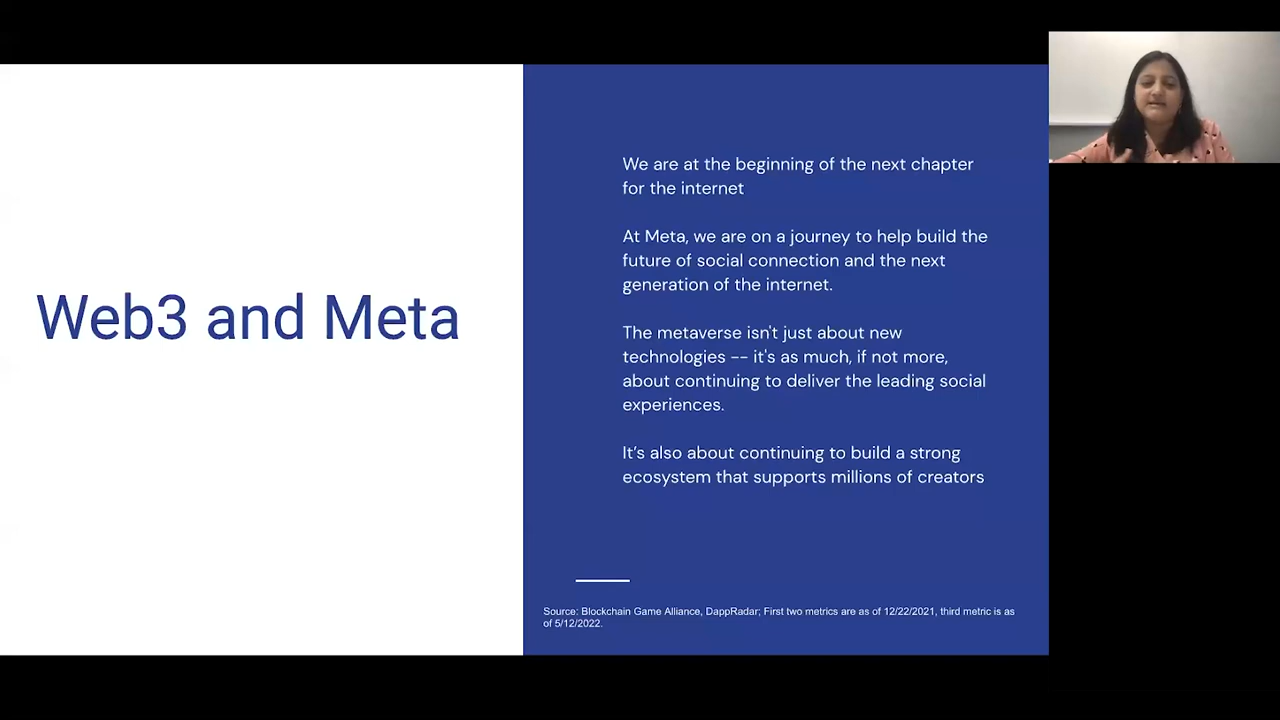 Web3 and Meta
We are at the beginning of the next chapter
for the internet
At Meta, we are on a journey to help build the
future of social connection and the next
generation of the internet.
The metaverse isn't just about new
technologies -- it's as much, if not more,
about continuing to deliver the leading social
experiences.
It’s also about continuing to build a strong
ecosystem that supports millions of creators
Source: Blockchain Game Alliance, DappRadar; First two metrics are as of 12/22/2021, third metric is as
of 5/12/2022.